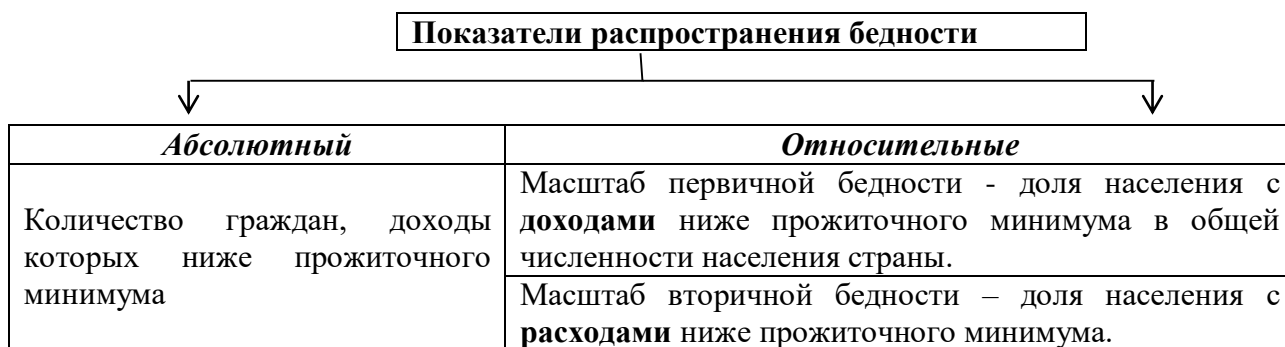 Показатели распространения бедности
Абсолютный
Относительные
Количество граждан, доходы
которых ниже прожиточного
минимума
Масштаб первичной бедности - доля населения с
доходами ниже прожиточного минимума в общей
численности населения страны.
Масштаб вторичной бедности – доля населения с
расходами ниже прожиточного минимума.